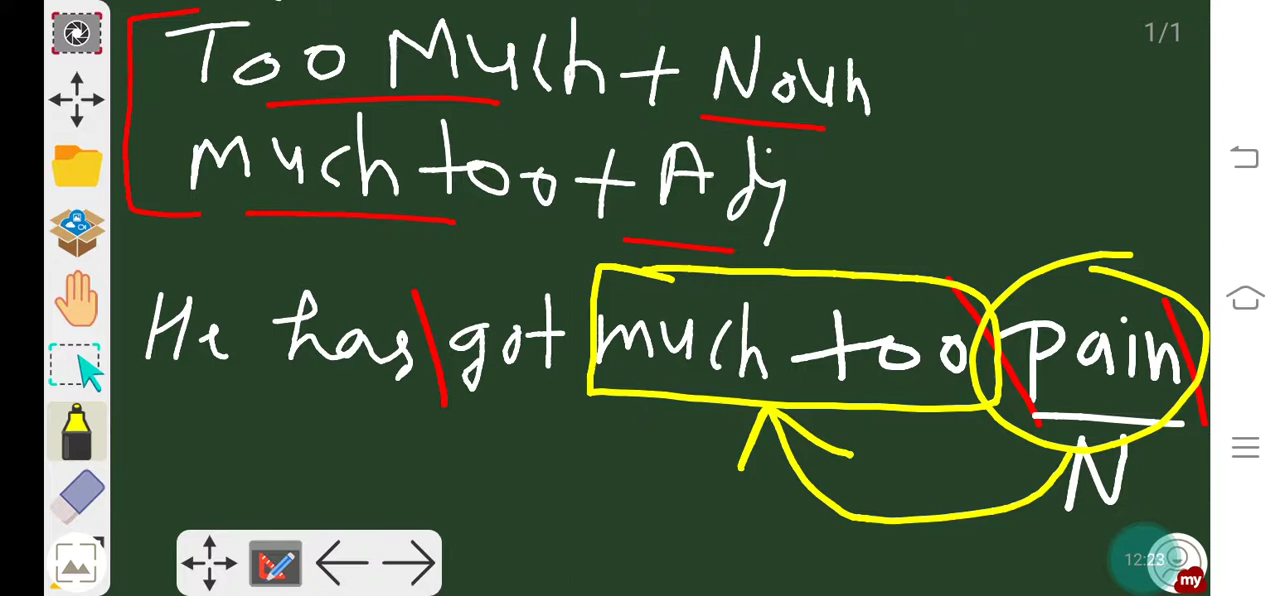 1/1
Too Much + Noun
much too + Adj
He has got much too pain
N
12:23
my